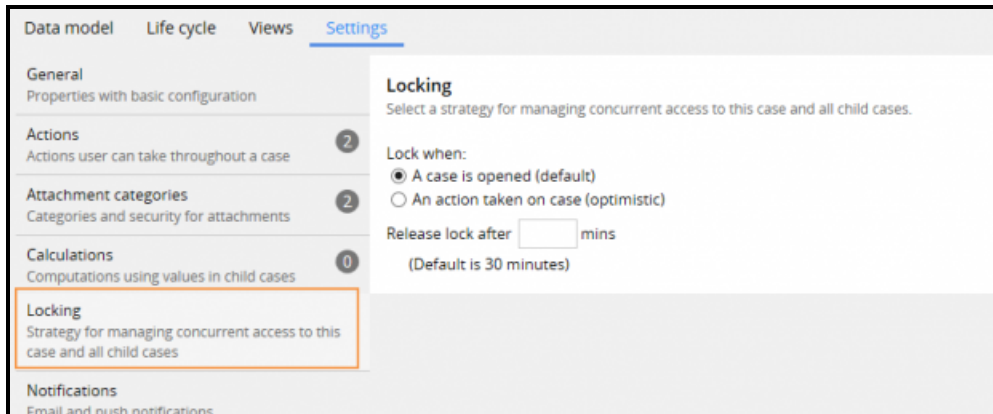 Data model Life cycle Views Settings
General
Properties with basic configuration
Actions
Actions user can take throughout a case
2
Attachment categories
Categories and security for attachments
2
Calculations
Computations using values in child cases
0
Locking
Strategy for managing concurrent access to this
case and all child cases
Notifications
Email and push notifications
Locking
Select a strategy for managing concurrent access to this case and all child cases.
Lock when:
A case is opened (default)
An action taken on case (optimistic)
Release lock after mins
(Default is 30 minutes)